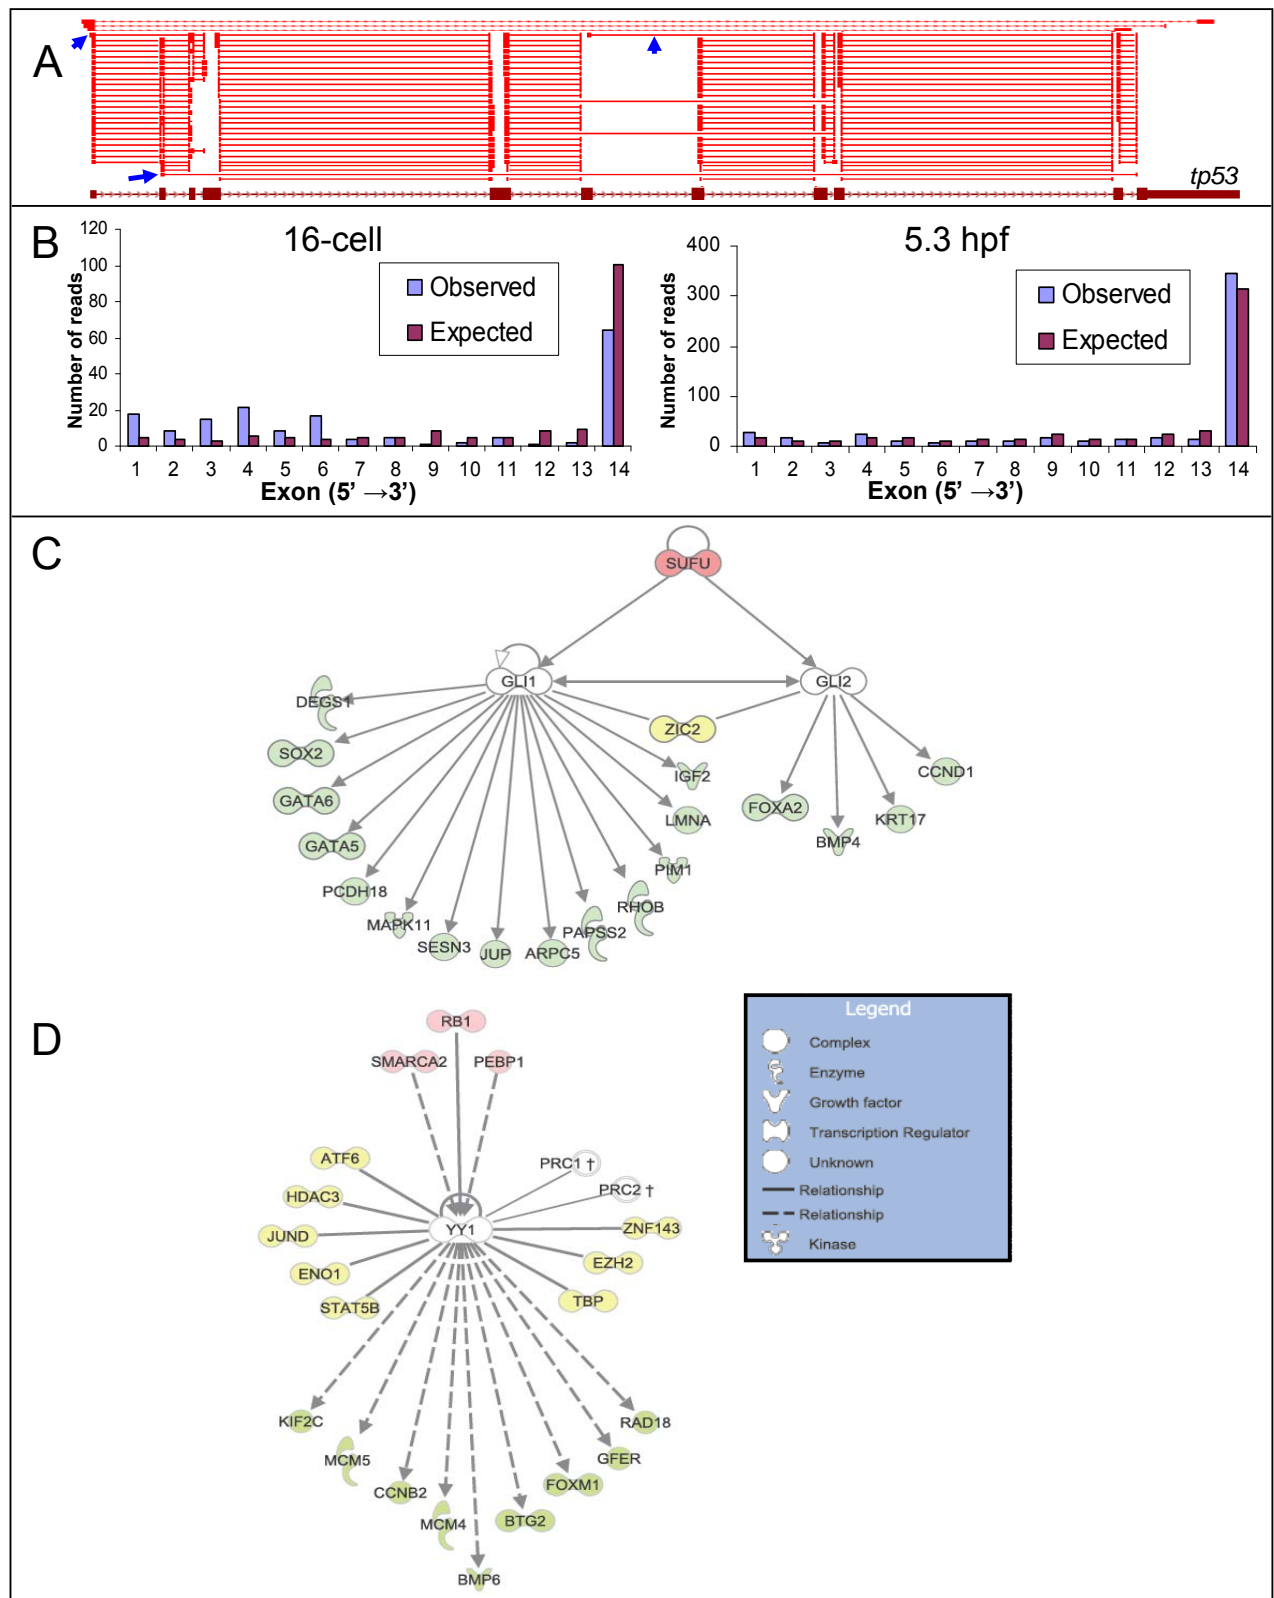 A
tp53
B
16-cell
5.3 hpf
Number of reads
120
100
80
60
40
20
0
Observed
Expected
1 2 3 4 5 6 7 8 9 10 11 12 13 14
Exon (5' →3')
Number of reads
400
300
200
100
0
Observed
Expected
1 2 3 4 5 6 7 8 9 10 11 12 13 14
Exon (5' →3')
C
SUFU
GLI1
GLI2
DEGS1
ZIC2
SOX2
IGF2
CCND1
GATA6
FOXA2
LMNA
KRT17
GATA5
BMP4
PIM1
PCDH18
RHOB
MAPK11
PAPSS2
SESN3
JUP
ARPC5
D
RB1
SMARCA2
PEBP1
ATF6
PRC1 †
HDAC3
PRC2 †
JUND
YY1
ZNF143
ENO1
EZH2
STAT5B
TBP
KIF2C
RAD18
MCM5
GFER
CCNB2
FOXM1
MCM4
BTG2
BMP6
Legend
Complex
Enzyme
Growth factor
Transcription Regulator
Unknown
Relationship
Relationship
Kinase